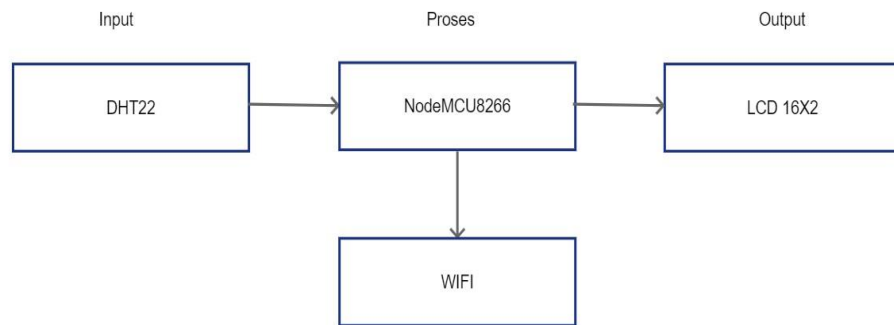 Input
Proses
Output
DHT22
NodeMCU8266
LCD 16X2
WIFI